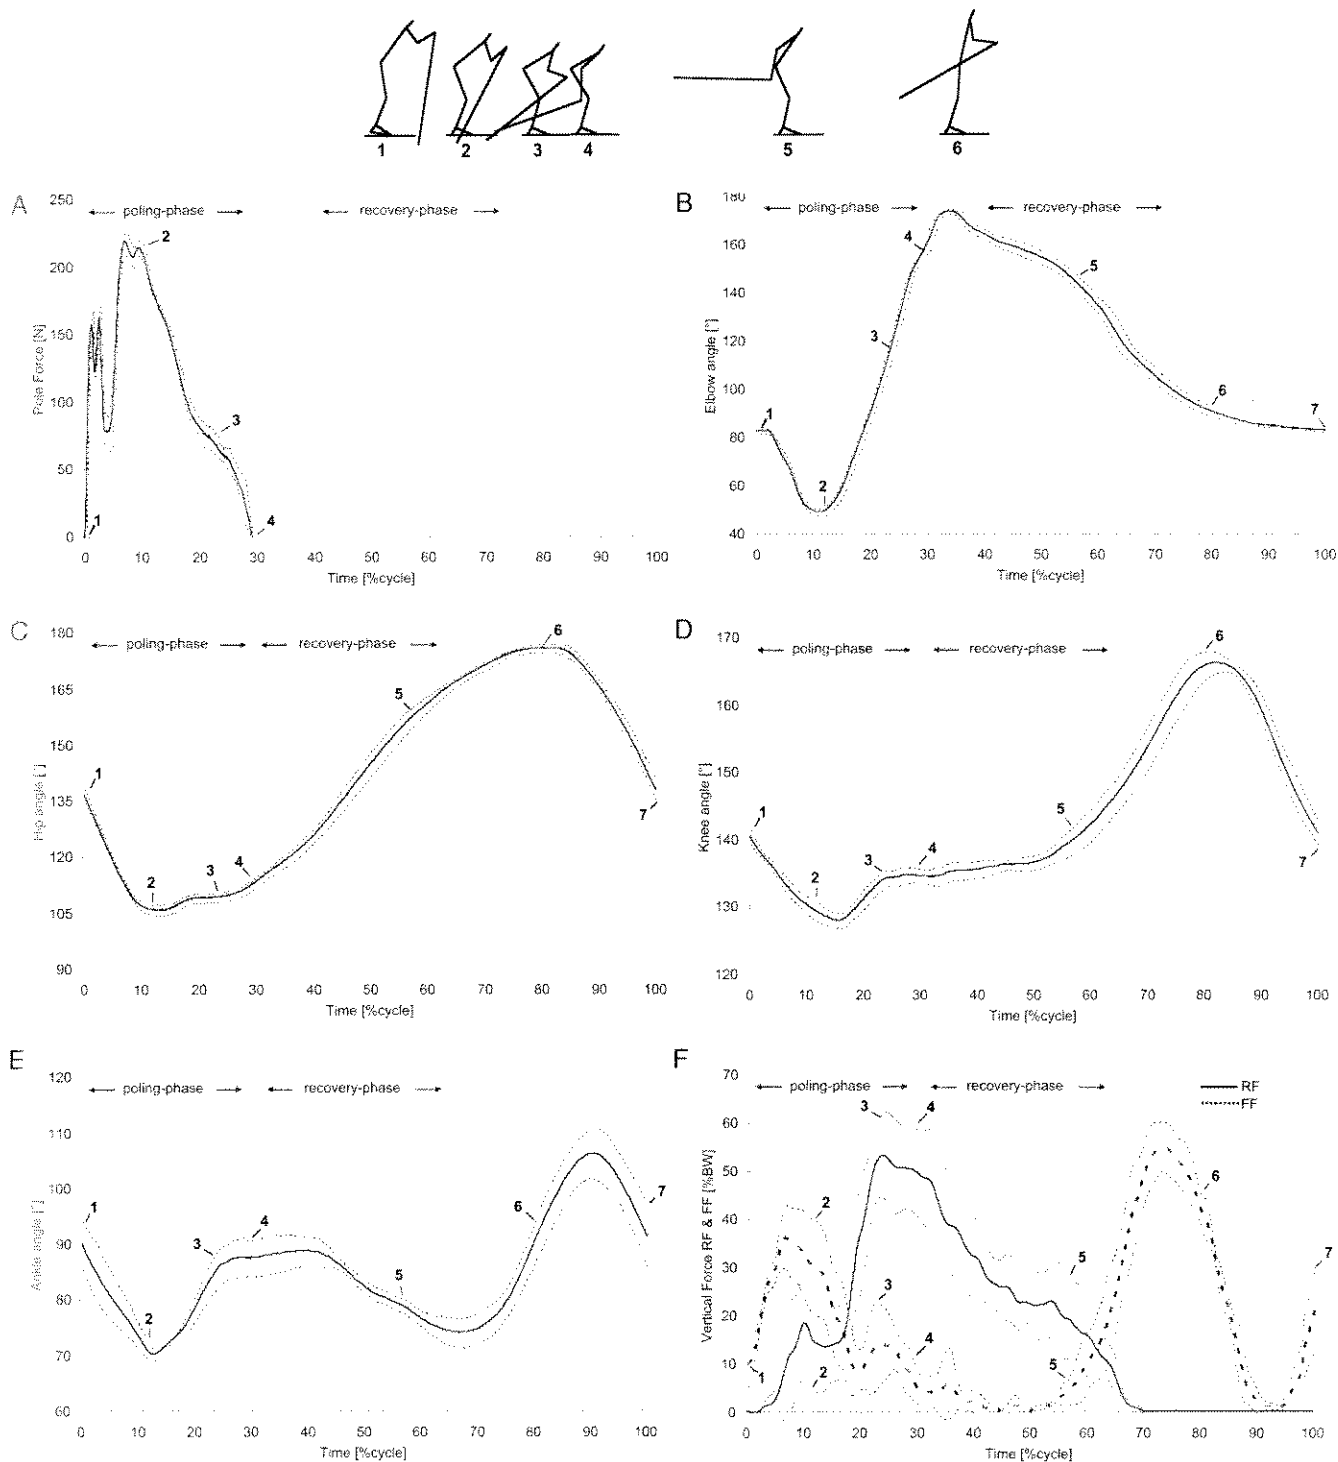 1 2 3 4 5 6
A
250
poling-phase
recovery-phase
2
200
150
Pole Force [N]
100
3
50
1
4
0
0 10 20 30 40 50 60 70 80 90 100
Time [%cycle]
B
180
poling-phase
recovery-phase
4
160
5
140
3
120
Elbow angle [°]
100
6
1
7
80
2
60
40
0 10 20 30 40 50 60 70 80 90 100
Time [%cycle]
C
180
poling-phase
recovery-phase
6
165
5
150
1
Hip angle [°]
135
7
120
2
3
4
105
90
0 10 20 30 40 50 60 70 80 90 100
Time [%cycle]
D
170
poling-phase
recovery-phase
6
160
150
Knee angle [°]
1
5
140
3
4
7
2
130
120
0 10 20 30 40 50 60 70 80 90 100
Time [%cycle]
E
120
poling-phase
recovery-phase
110
100
Ankle angle [°]
1
3
4
6
7
90
5
80
2
70
60
0 10 20 30 40 50 60 70 80 90 100
Time [%cycle]
F
70
poling-phase
recovery-phase
RF
FF
3
4
60
50
Vertical Force RF & FF [%BW]
6
2
40
5
7
30
3
20
4
5
10
1
2
0
0 10 20 30 40 50 60 70 80 90 100
Time [%cycle]